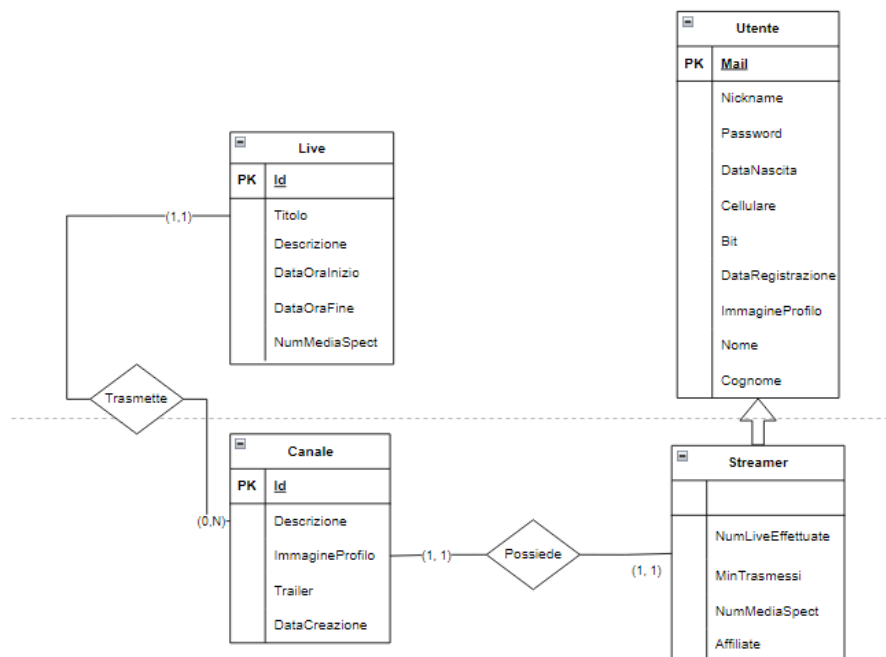 Utente
PK Mail
Nickname
Password
DataNascita
Cellulare
Bit
DataRegistrazione
ImmagineProfilo
Nome
Cognome
Live
PK Id
Titolo
Descrizione
DataOraInizio
DataOraFine
NumMediaSpect
(1,1)
Trasmette
(0,N)
Canale
PK Id
Descrizione
ImmagineProfilo
Trailer
DataCreazione
(1, 1)
Possiede
(1, 1)
Streamer
NumLiveEffettuate
MinTrasmessi
NumMediaSpect
Affiliate